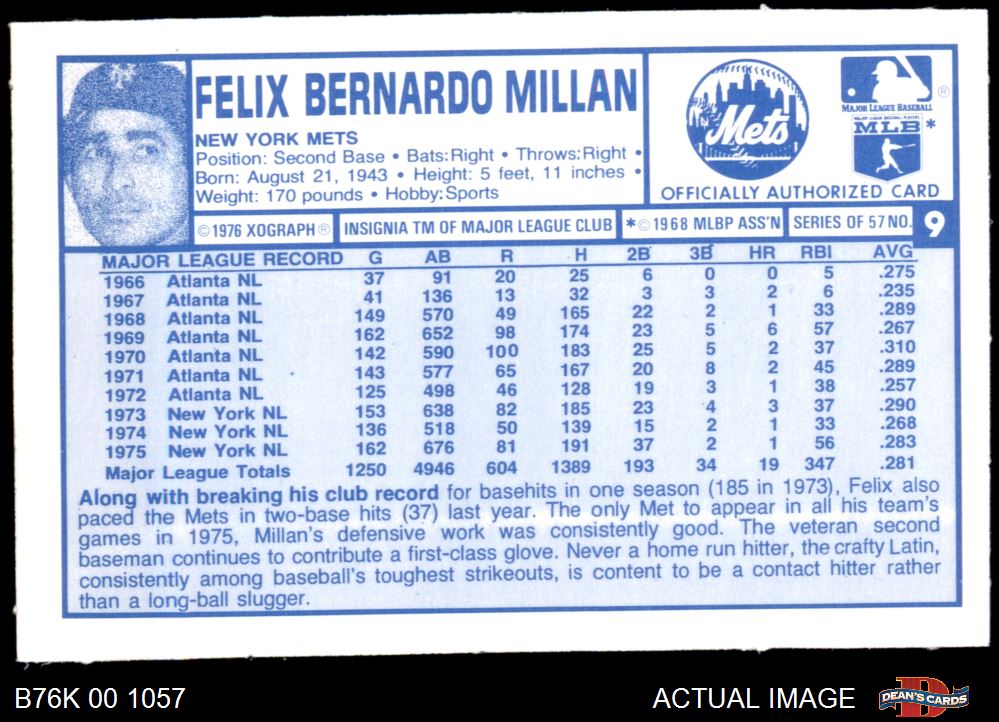 FELIX BERNARDO MILLAN
NEW YORK METS
Position: Second Base • Bats:Right • Throws:Right •
Born: August 21, 1943 • Height: 5 feet, 11 inches •
Weight: 170 pounds • Hobby:Sports
Mets
MAJOR LEAGUE BASEBALL ®
MAJOR LEAGUE BASEBALL PLAYERS
MLB *
OFFICIALLY AUTHORIZED CARD
©1976 XOGRAPH® INSIGNIA TM OF MAJOR LEAGUE CLUB *©1968 MLBP ASS'N SERIES OF 57 NO. 9
MAJOR LEAGUE RECORD G AB R H 2B 3B HR RBI AVG
1966 Atlanta NL 37 91 20 25 6 0 0 5 .275
1967 Atlanta NL 41 136 13 32 3 3 2 6 .235
1968 Atlanta NL 149 570 49 165 22 2 1 33 .289
1969 Atlanta NL 162 652 98 174 23 5 6 57 .267
1970 Atlanta NL 142 590 100 183 25 5 2 37 .310
1971 Atlanta NL 143 577 65 167 20 8 2 45 .289
1972 Atlanta NL 125 498 46 128 19 3 1 38 .257
1973 New York NL 153 638 82 185 23 4 3 37 .290
1974 New York NL 136 518 50 139 15 2 1 33 .268
1975 New York NL 162 676 81 191 37 2 1 56 .283
Major League Totals 1250 4946 604 1389 193 34 19 347 .281
Along with breaking his club record for basehits in one season (185 in 1973), Felix also
paced the Mets in two-base hits (37) last year. The only Met to appear in all his team's
games in 1975, Millan's defensive work was consistently good. The veteran second
baseman continues to contribute a first-class glove. Never a home run hitter, the crafty Latin,
consistently among baseball's toughest strikeouts, is content to be a contact hitter rather
than a long-ball slugger.
B76K 00 1057 ACTUAL IMAGE DEAN'S CARDS